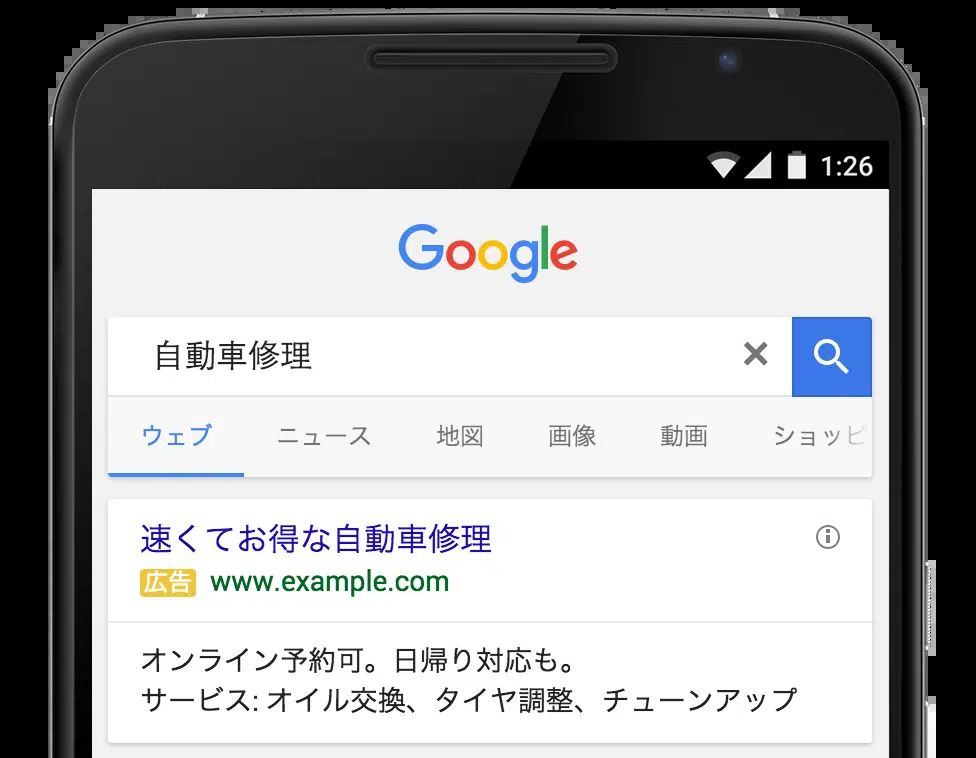 1:26
Google
自動車修理
ウェブ ニュース 地図 画像 動画 ショッピ
速くてお得な自動車修理
広告 www.example.com
オンライン予約可。日帰り対応も。
サービス: オイル交換、タイヤ調整、チューンアップ